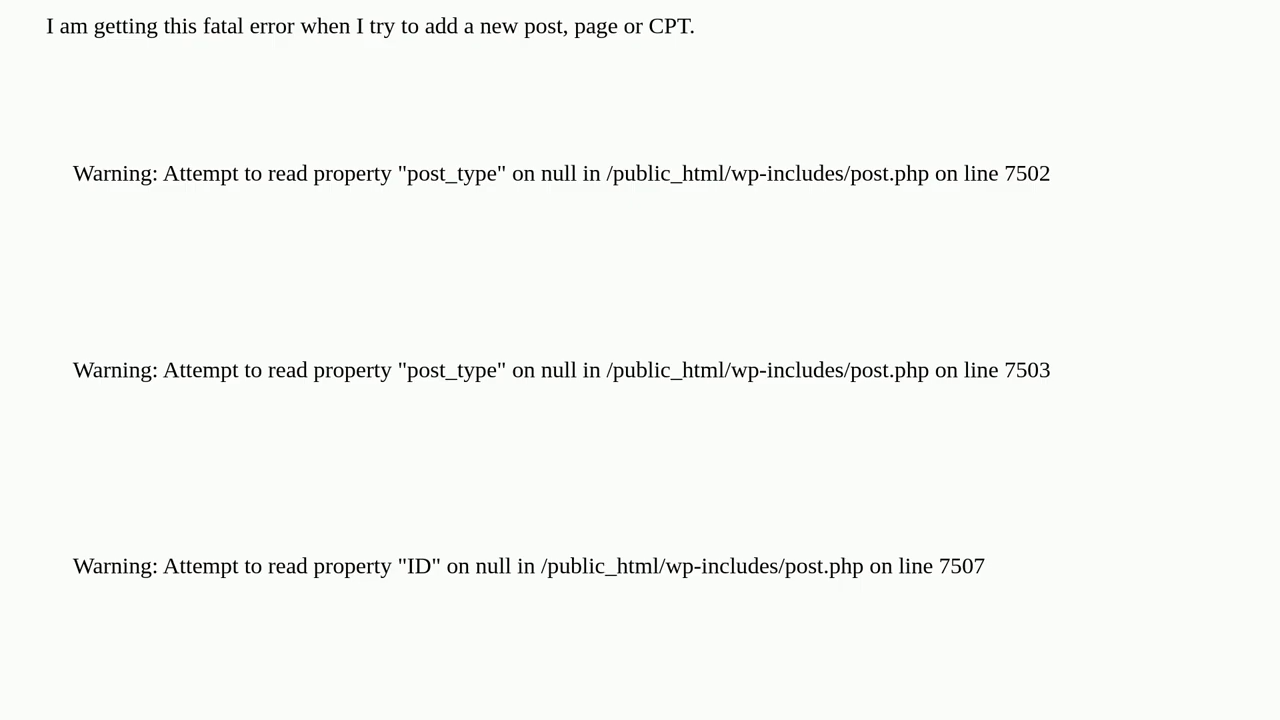 I am getting this fatal error when I try to add a new post, page or CPT.
Warning: Attempt to read property "post_type" on null in /public_html/wp-includes/post.php on line 7502
Warning: Attempt to read property "post_type" on null in /public_html/wp-includes/post.php on line 7503
Warning: Attempt to read property "ID" on null in /public_html/wp-includes/post.php on line 7507